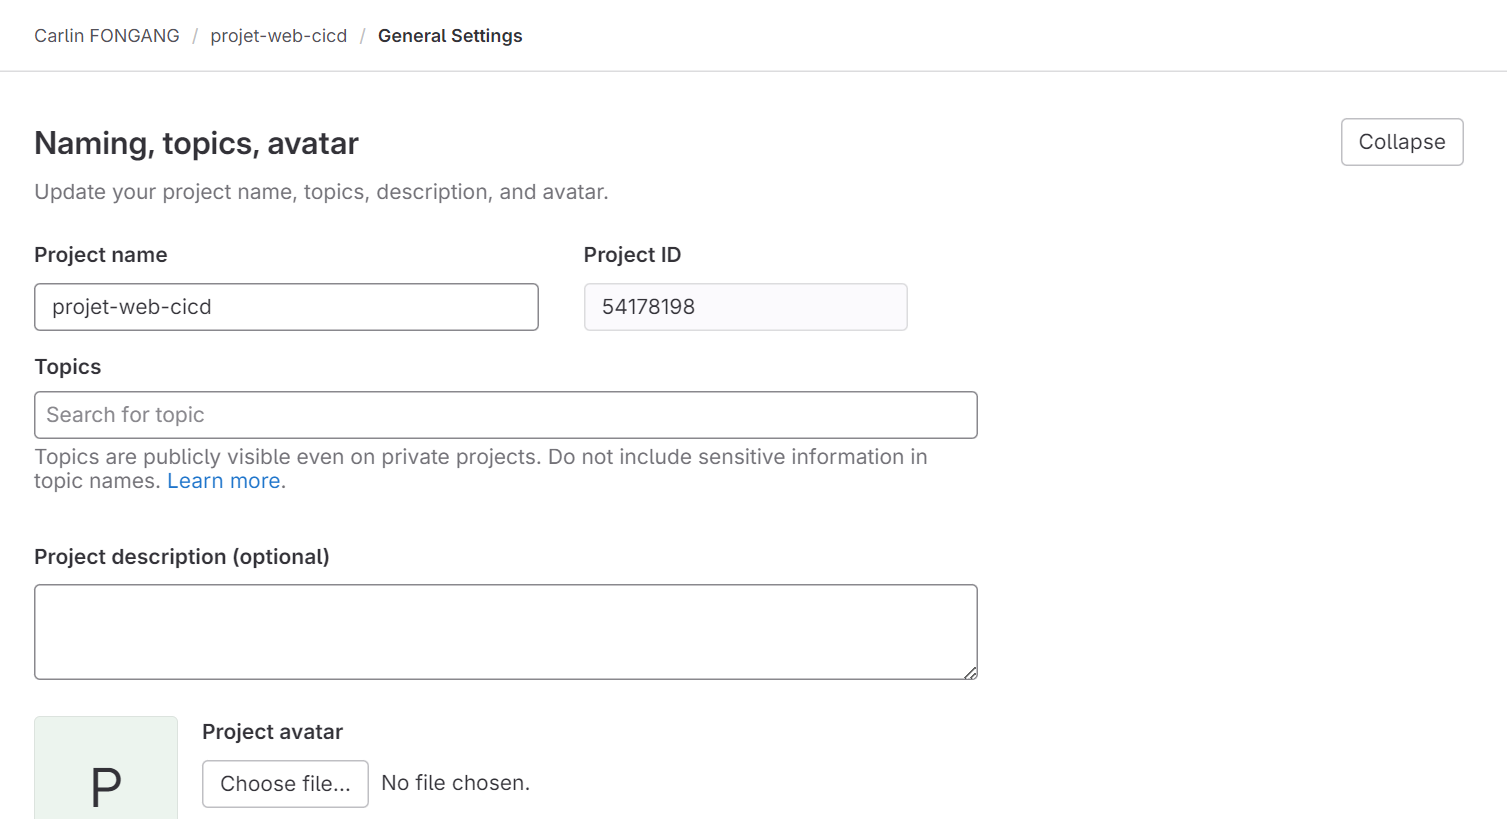 Carlin FONGANG / projet-web-cicd / General Settings
Naming, topics, avatar
Collapse
Update your project name, topics, description, and avatar.
Project name
Project ID
projet-web-cicd
54178198
Topics
Search for topic
Topics are publicly visible even on private projects. Do not include sensitive information in
topic names. Learn more.
Project description (optional)
P
Project avatar
Choose file...
No file chosen.